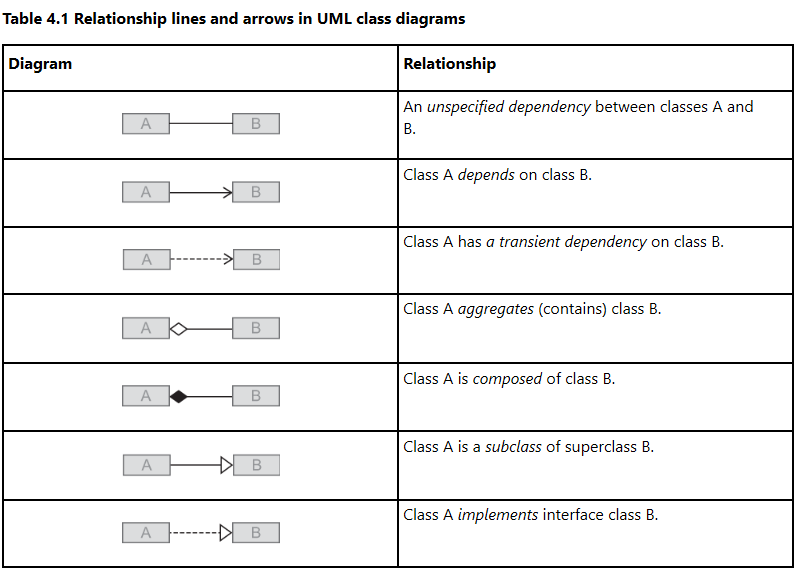 Table 4.1 Relationship lines and arrows in UML class diagrams
Diagram
Relationship
A B
An unspecified dependency between classes A and
B.
A B
Class A depends on class B.
A B
Class A has a transient dependency on class B.
A B
Class A aggregates (contains) class B.
A B
Class A is composed of class B.
A B
Class A is a subclass of superclass B.
A B
Class A implements interface class B.